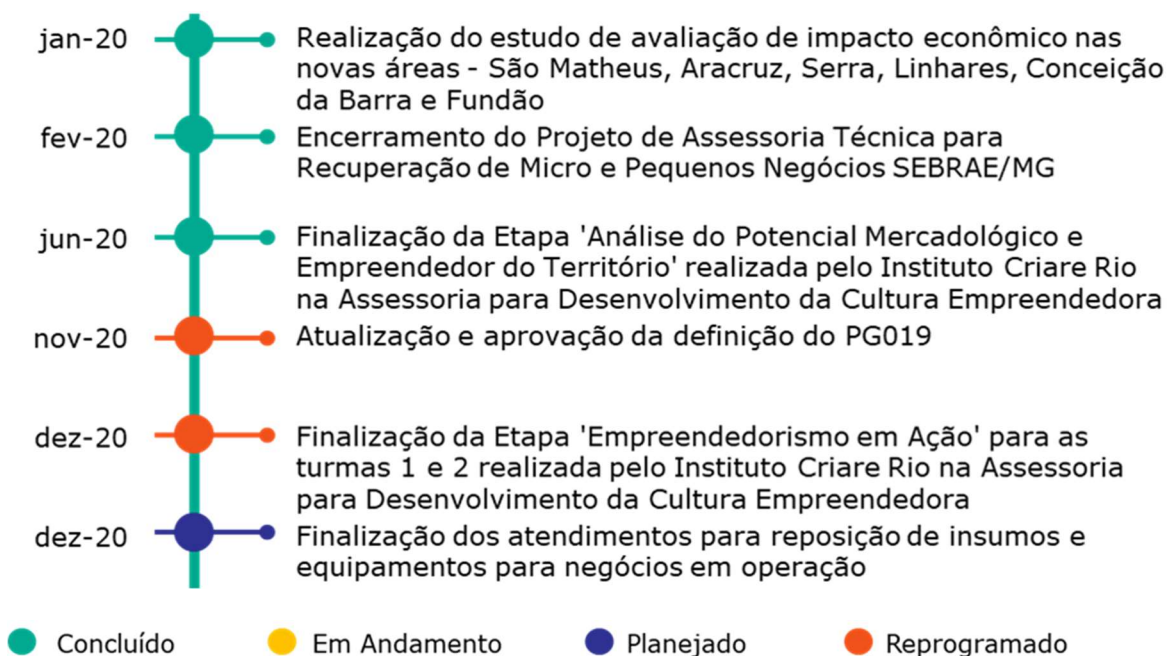 jan-20
Realização do estudo de avaliação de impacto econômico nas
novas áreas - São Matheus, Aracruz, Serra, Linhares, Conceição
da Barra e Fundão
fev-20
Encerramento do Projeto de Assessoria Técnica para
Recuperação de Micro e Pequenos Negócios SEBRAE/MG
jun-20
Finalização da Etapa 'Análise do Potencial Mercadológico e
Empreendedor do Território' realizada pelo Instituto Criare Rio
na Assessoria para Desenvolvimento da Cultura Empreendedora
nov-20
Atualização e aprovação da definição do PG019
dez-20
Finalização da Etapa 'Empreendedorismo em Ação' para as
turmas 1 e 2 realizada pelo Instituto Criare Rio na Assessoria
para Desenvolvimento da Cultura Empreendedora
dez-20
Finalização dos atendimentos para reposição de insumos e
equipamentos para negócios em operação
Concluído
Em Andamento
Planejado
Reprogramado